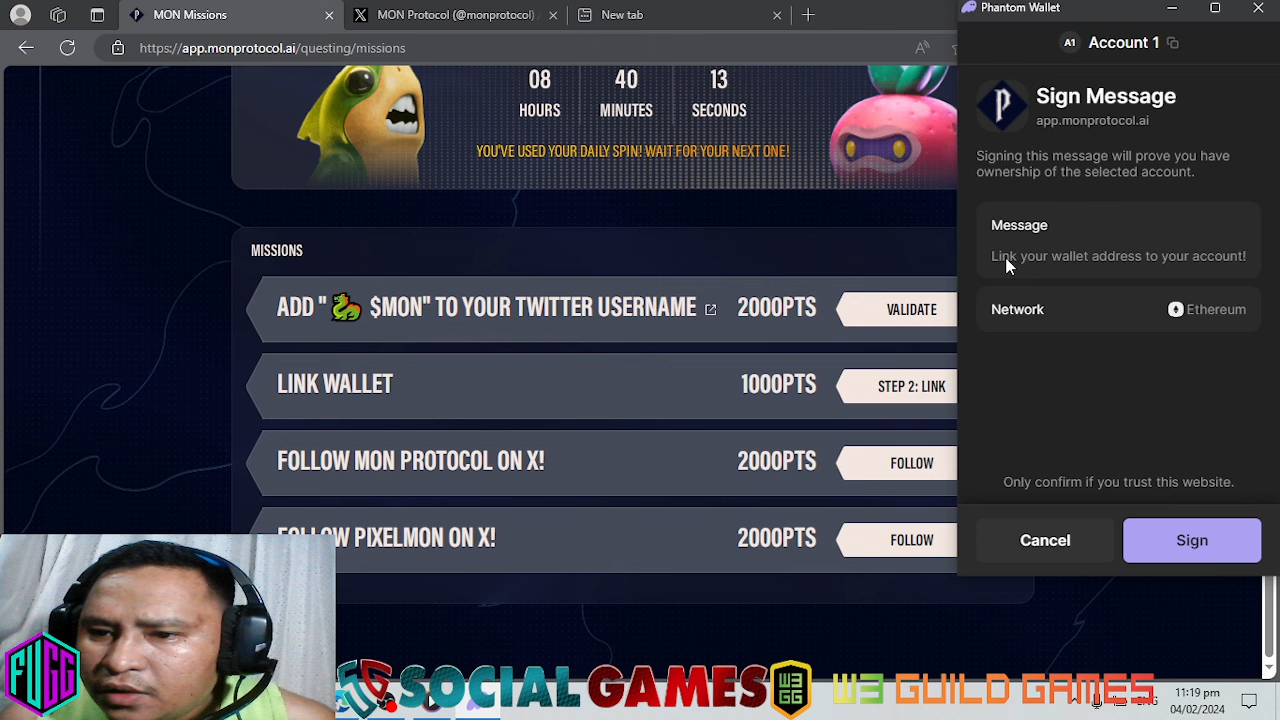 MON Missions
MON Protocol (@monprotocol)
New tab
https://app.monprotocol.ai/questing/missions
08
40
13
HOURS
MINUTES
SECONDS
YOU'VE USED YOUR DAILY SPIN! WAIT FOR YOUR NEXT ONE!
MISSIONS
ADD "🐉 $MON" TO YOUR TWITTER USERNAME
2000PTS
VALIDATE
LINK WALLET
1000PTS
STEP 2: LINK
FOLLOW MON PROTOCOL ON X!
2000PTS
FOLLOW
FOLLOW PIXELMON ON X!
2000PTS
FOLLOW
Phantom Wallet
A1
Account 1
P
Sign Message
app.monprotocol.ai
Signing this message will prove you have
ownership of the selected account.
Message
Link your wallet address to your account!
Network
Ethereum
Only confirm if you trust this website.
Cancel
Sign
FUGG
SOCIAL GAMES
W3
GG
W3 GUILD GAMES
11:19 pm
04/02/2024